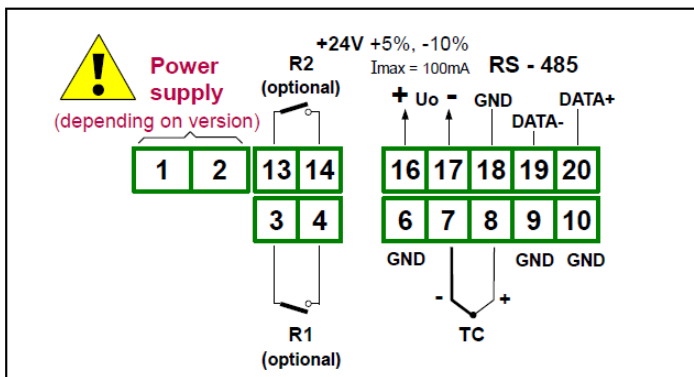 +24V +5%, -10%
R2
Imax = 100mA
RS - 485
Power
supply
(optional)
(depending on version)
+ Uo -
GND
DATA+
DATA-
1 2 13 14 16 17 18 19 20
3 4 6 7 8 9 10
GND
GND
GND
- +
R1
TC
(optional)